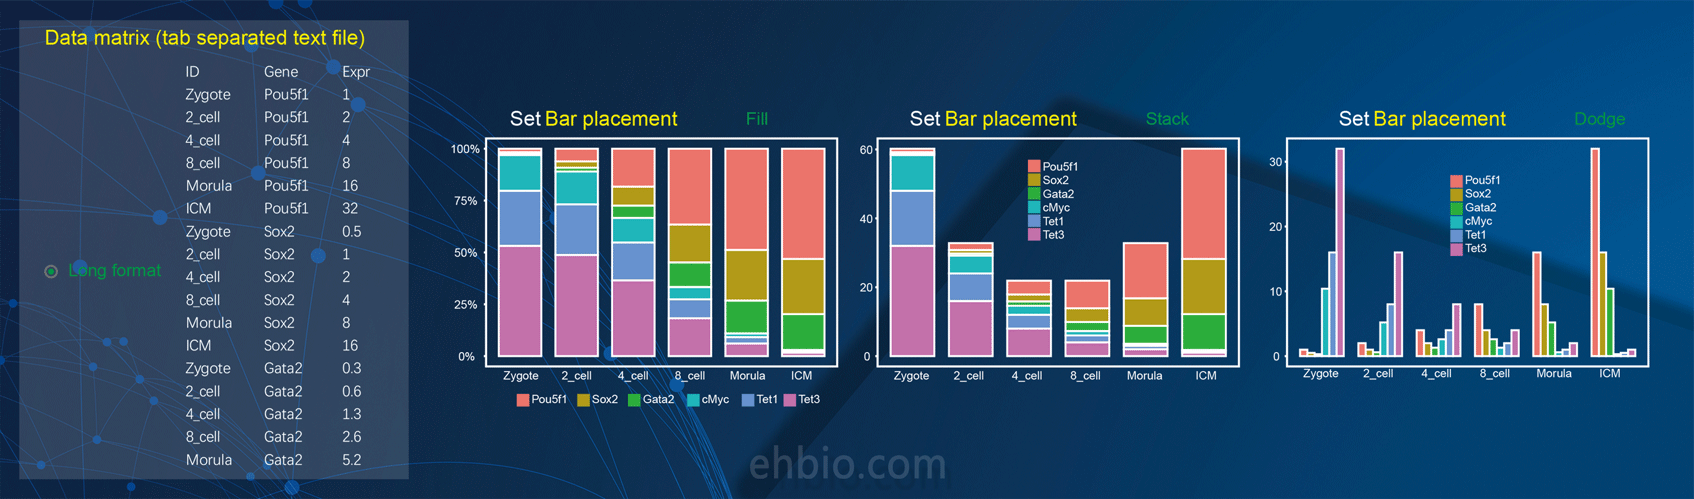 Data matrix (tab separated text file)
ID Gene Expr
Zygote Pou5f1 1
2_cell Pou5f1 2
4_cell Pou5f1 4
8_cell Pou5f1 8
Morula Pou5f1 16
ICM Pou5f1 32
Zygote Sox2 0.5
2_cell Sox2 1
4_cell Sox2 2
8_cell Sox2 4
Morula Sox2 8
ICM Sox2 16
Zygote Gata2 0.3
2_cell Gata2 0.6
4_cell Gata2 1.3
8_cell Gata2 2.6
Morula Gata2 5.2
Long format
Set Bar placement Fill
100%
75%
50%
25%
0%
Zygote 2_cell 4_cell 8_cell Morula ICM
Pou5f1 Sox2 Gata2 cMyc Tet1 Tet3
Set Bar placement Stack
60
40
20
0
Pou5f1
Sox2
Gata2
cMyc
Tet1
Tet3
Zygote 2_cell 4_cell 8_cell Morula ICM
Set Bar placement Dodge
30
20
10
0
Pou5f1
Sox2
Gata2
cMyc
Tet1
Tet3
Zygote 2_cell 4_cell 8_cell Morula ICM
ehbio.com